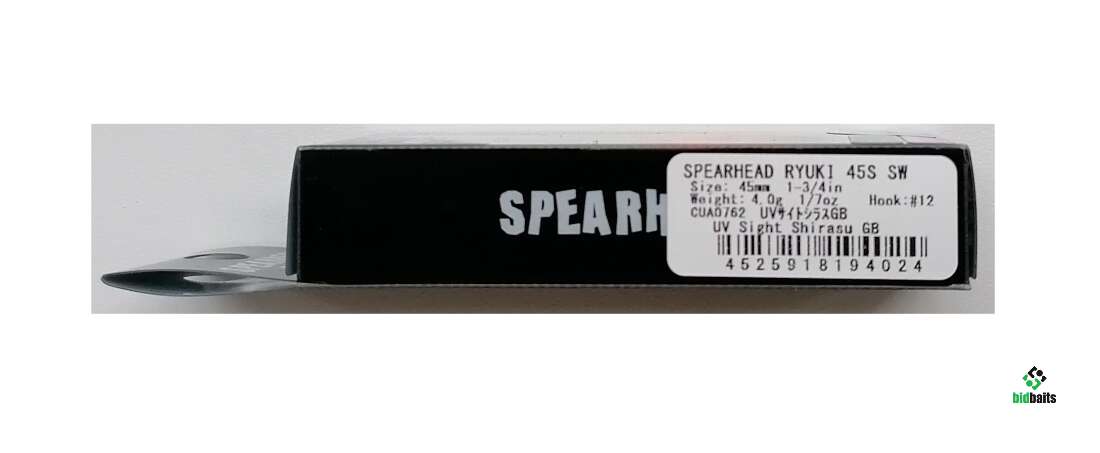 SPEARH
SPEARHEAD RYUKI 45S SW
Size: 45mm 1-3/4in
Weight: 4.0g 1/7oz Hook:#12
CUA0762 UVサイトシラスGB
UV Sight Shirasu GB
4525918194024
bidbaits